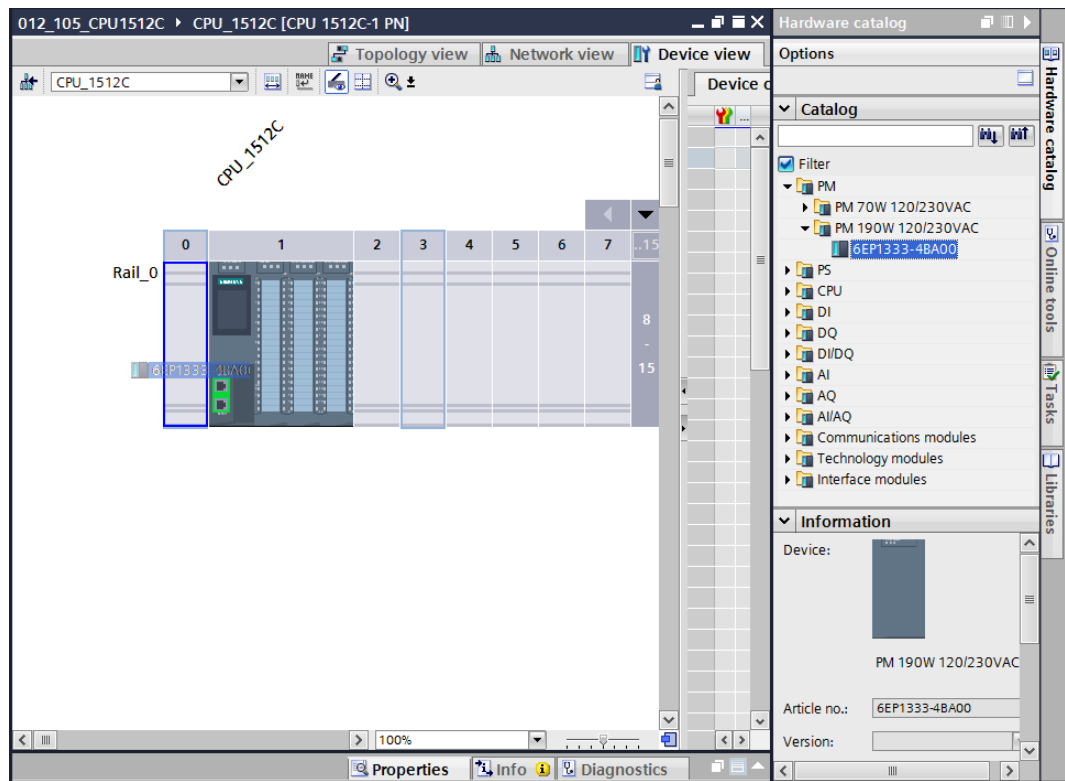 012_105_CPU1512C ▸ CPU_1512C [CPU 1512C-1 PN]
Topology view
Network view
Device view
CPU_1512C
Device
CPU_1512C
0 1 2 3 4 5 6 7 ..15
Rail_0
8
-
15
6EP1333-4BA00
SIEMENS
100%
Properties
Info
Diagnostics
Hardware catalog
Options
Catalog
Filter
PM
PM 70W 120/230VAC
PM 190W 120/230VAC
6EP1333-4BA00
PS
CPU
DI
DQ
DI/DQ
AI
AQ
AI/AQ
Communications modules
Technology modules
Interface modules
Information
Device:
PM 190W 120/230VAC
Article no.: 6EP1333-4BA00
Version:
Hardware catalog
Online tools
Tasks
Libraries